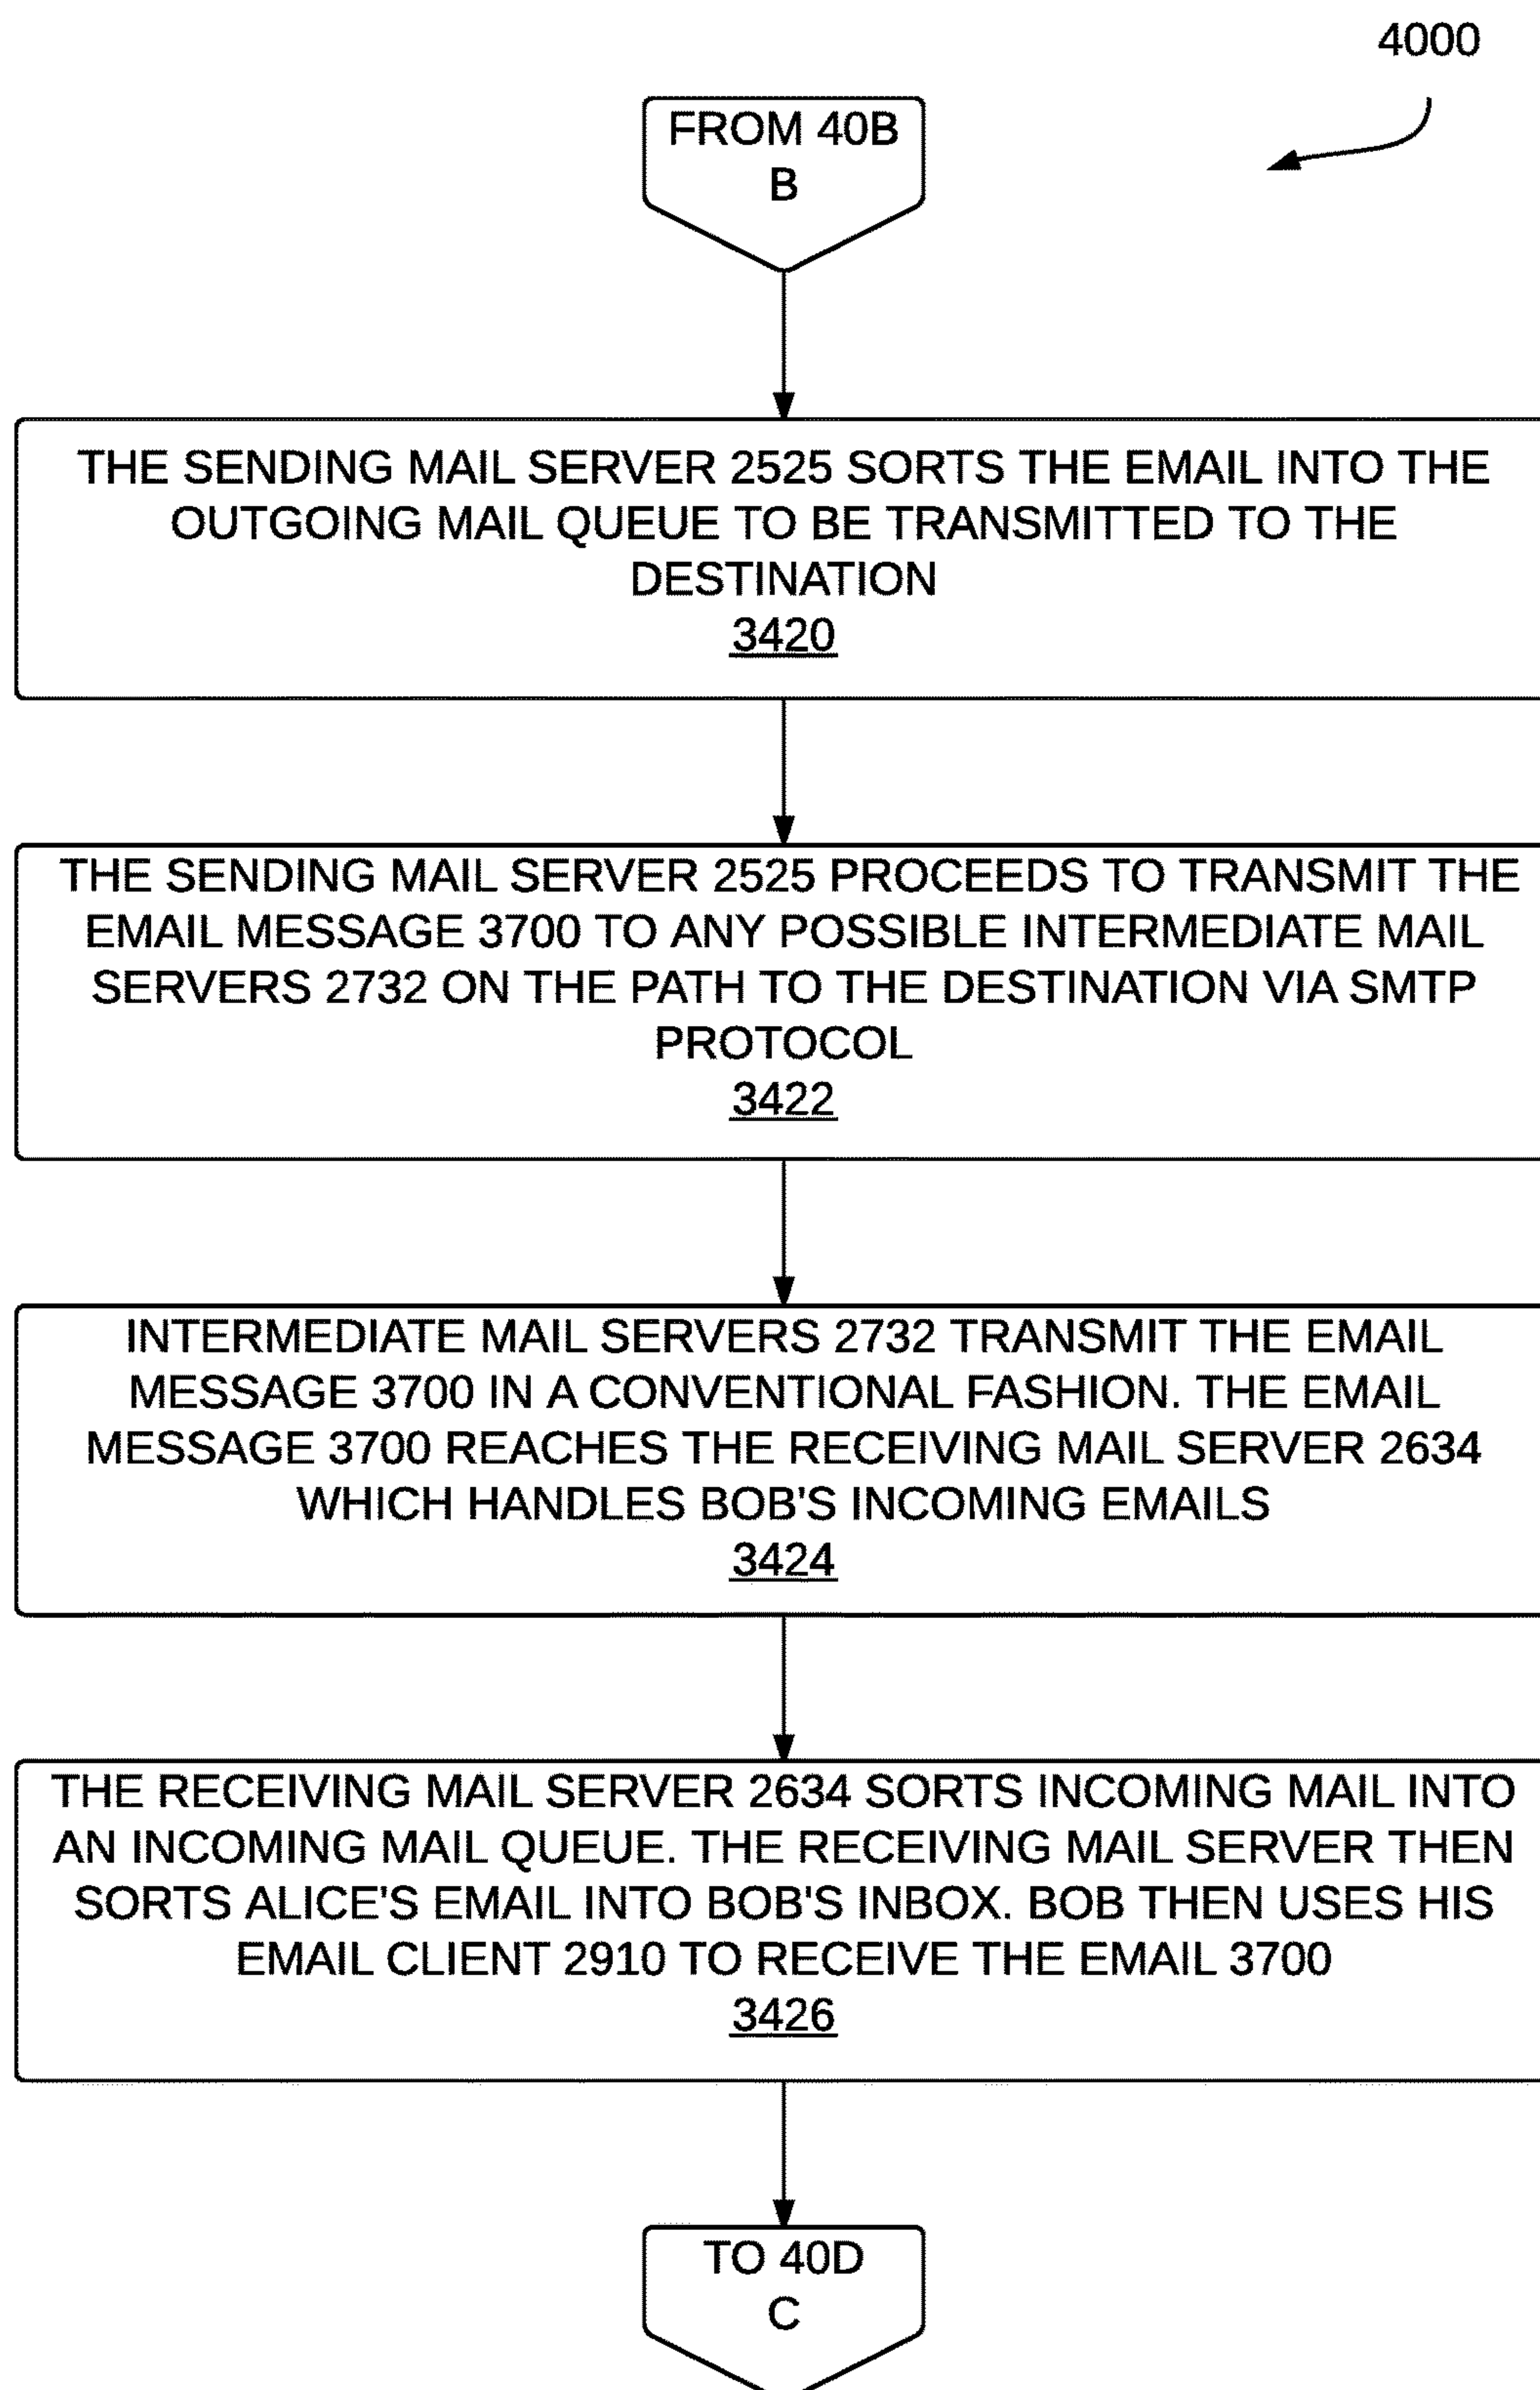 4000
FROM 40B
B
THE SENDING MAIL SERVER 2525 SORTS THE EMAIL INTO THE
OUTGOING MAIL QUEUE TO BE TRANSMITTED TO THE
DESTINATION
3420
THE SENDING MAIL SERVER 2525 PROCEEDS TO TRANSMIT THE
EMAIL MESSAGE 3700 TO ANY POSSIBLE INTERMEDIATE MAIL
SERVERS 2732 ON THE PATH TO THE DESTINATION VIA SMTP
PROTOCOL
3422
INTERMEDIATE MAIL SERVERS 2732 TRANSMIT THE EMAIL
MESSAGE 3700 IN A CONVENTIONAL FASHION. THE EMAIL
MESSAGE 3700 REACHES THE RECEIVING MAIL SERVER 2634
WHICH HANDLES BOB'S INCOMING EMAILS
3424
THE RECEIVING MAIL SERVER 2634 SORTS INCOMING MAIL INTO
AN INCOMING MAIL QUEUE. THE RECEIVING MAIL SERVER THEN
SORTS ALICE'S EMAIL INTO BOB'S INBOX. BOB THEN USES HIS
EMAIL CLIENT 2910 TO RECEIVE THE EMAIL 3700
3426
TO 40D
C